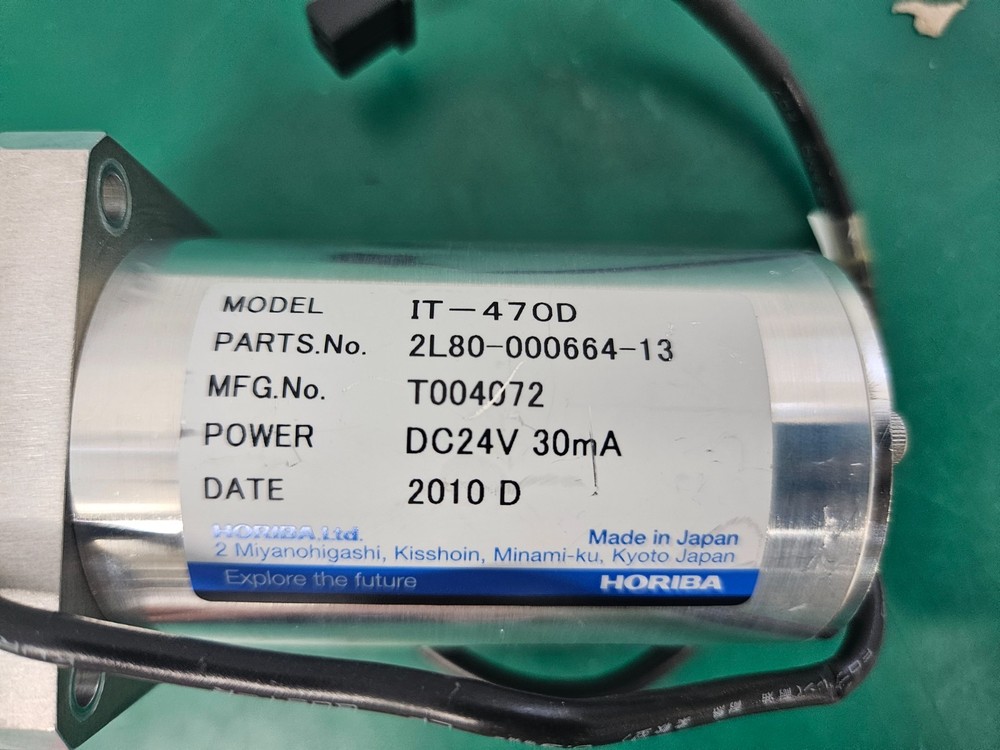 MODEL IT-470D
PARTS.No. 2L80-000664-13
MFG.No. T004072
POWER DC24V 30mA
DATE 2010 D
HORIBA,Ltd. Made in Japan
2 Miyanohigashi, Kisshoin, Minami-ku, Kyoto Japan
Explore the future HORIBA